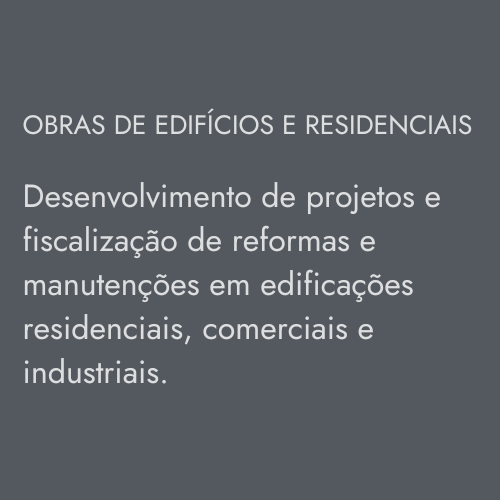 OBRAS DE EDIFÍCIOS E RESIDENCIAIS
Desenvolvimento de projetos e
fiscalização de reformas e
manutenções em edificações
residenciais, comerciais e
industriais.